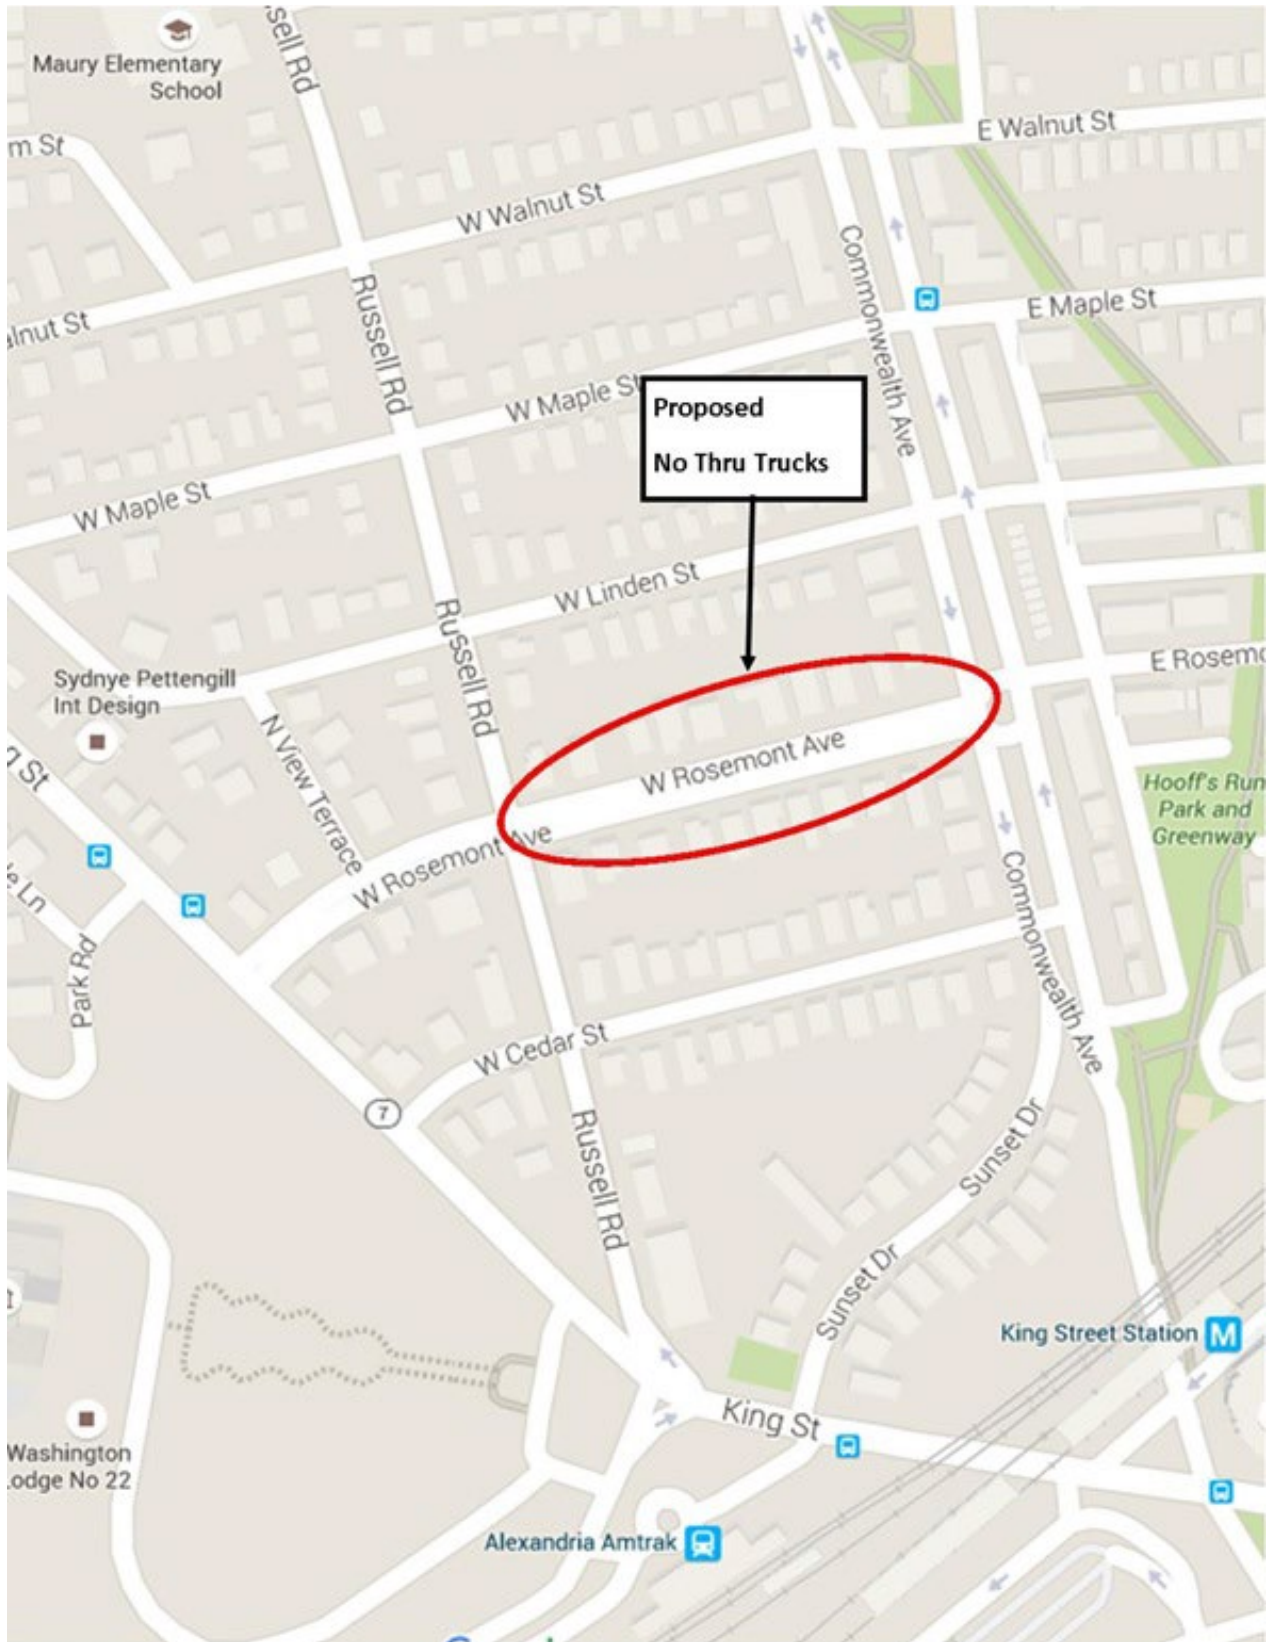 Maury Elementary
School
sell Rd
m St
E Walnut St
W Walnut St
Commonwealth Ave
Russell Rd
alnut St
E Maple St
W Maple St
Proposed
No Thru Trucks
W Maple St
W Linden St
Russell Rd
E Rosemo
Sydnye Pettengill
Int Design
N View Terrace
g St
W Rosemont Ave
Hooff's Run
Park and
Greenway
W Rosemont Ave
Commonwealth Ave
e Ln
Park Rd
W Cedar St
7
Russell Rd
Sunset Dr
Sunset Dr
King Street Station
M
King St
Washington
odge No 22
Alexandria Amtrak